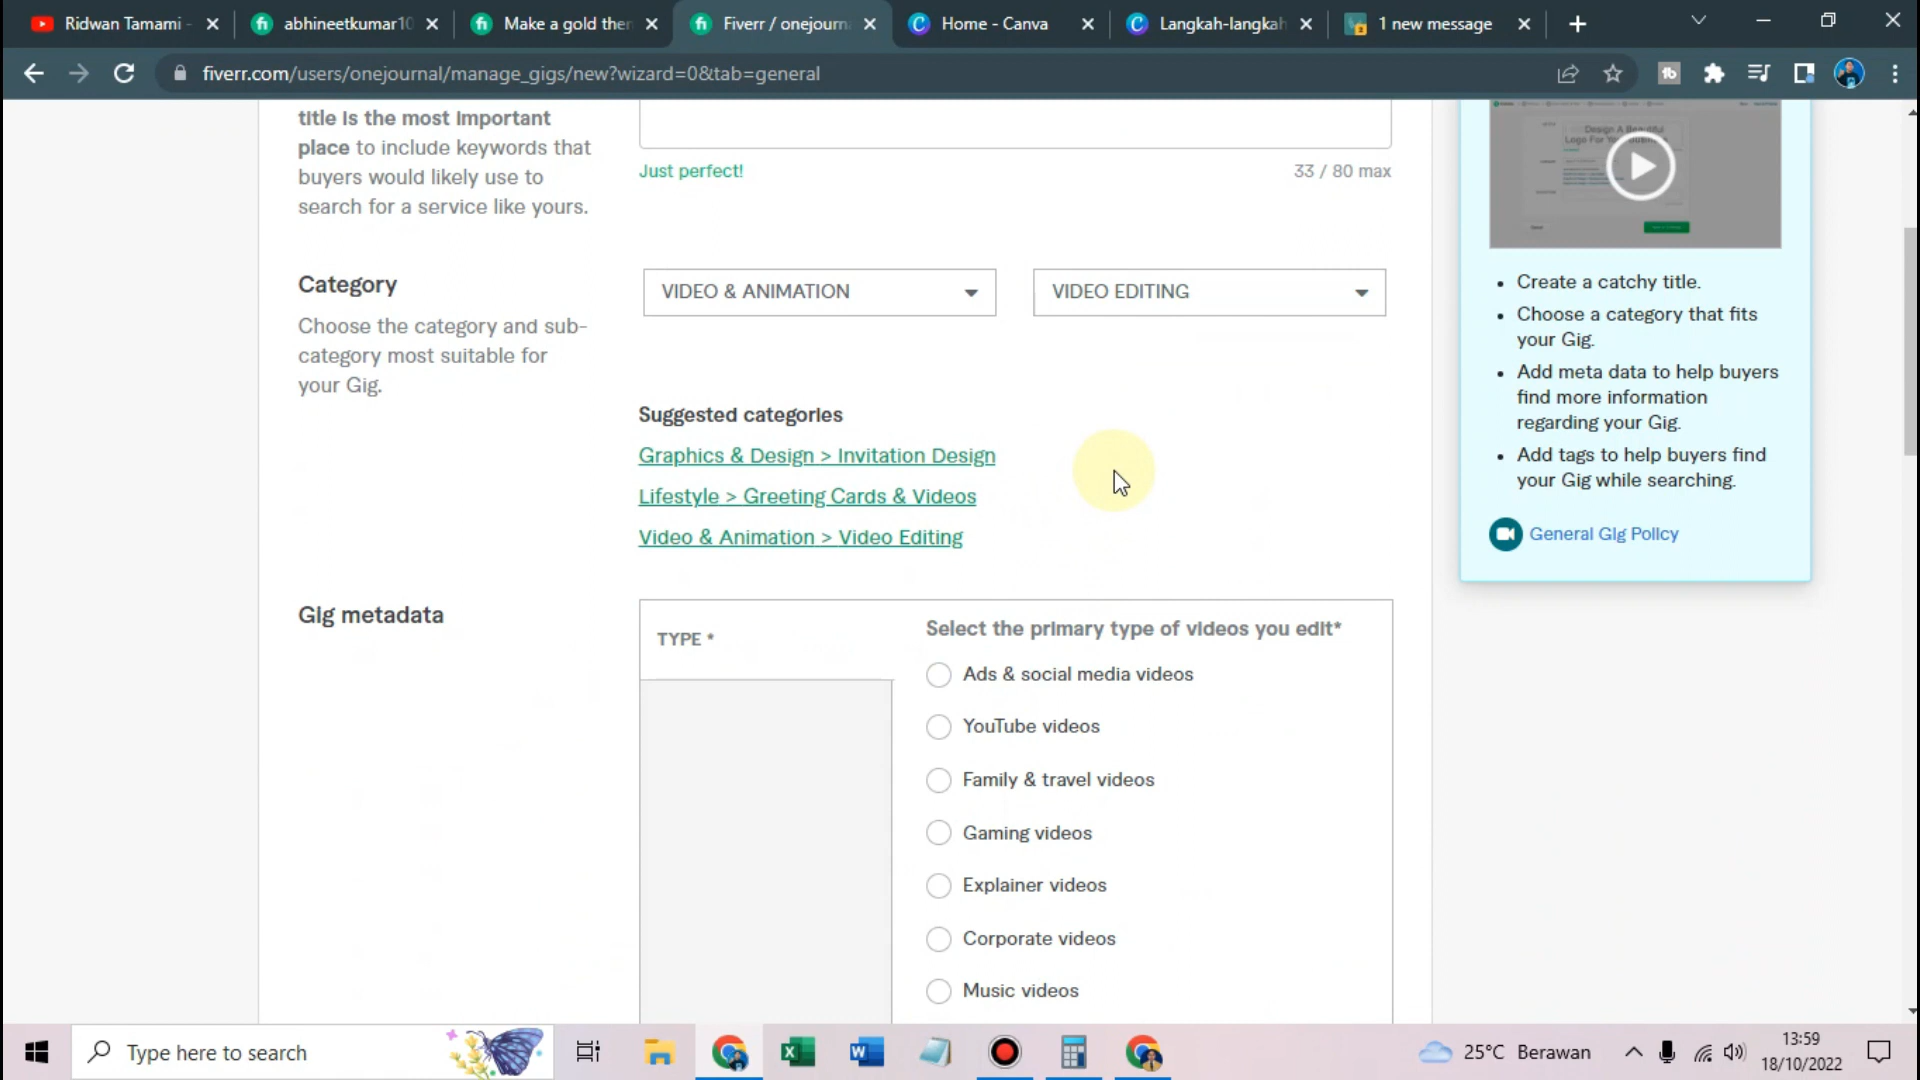 Ridwan Tamami -
abhineetkumar10
Make a gold then
Fiverr / onejourn
Home - Canva
Langkah-langkah
1 new message
fiverr.com/users/onejournal/manage_gigs/new?wizard=0&tab=general
title is the most important
place to include keywords that
buyers would likely use to
search for a service like yours.
Just perfect!
33 / 80 max
Category
Choose the category and sub-
category most suitable for
your Gig.
VIDEO & ANIMATION
VIDEO EDITING
Suggested categories
Graphics & Design > Invitation Design
Lifestyle > Greeting Cards & Videos
Video & Animation > Video Editing
Gig metadata
TYPE *
Select the primary type of videos you edit*
Ads & social media videos
YouTube videos
Family & travel videos
Gaming videos
Explainer videos
Corporate videos
Music videos
Design A Beautiful
Logo For You
• Create a catchy title.
• Choose a category that fits
your Gig.
• Add meta data to help buyers
find more information
regarding your Gig.
• Add tags to help buyers find
your Gig while searching.
General Gig Policy
Type here to search
25°C Berawan
13:59
18/10/2022